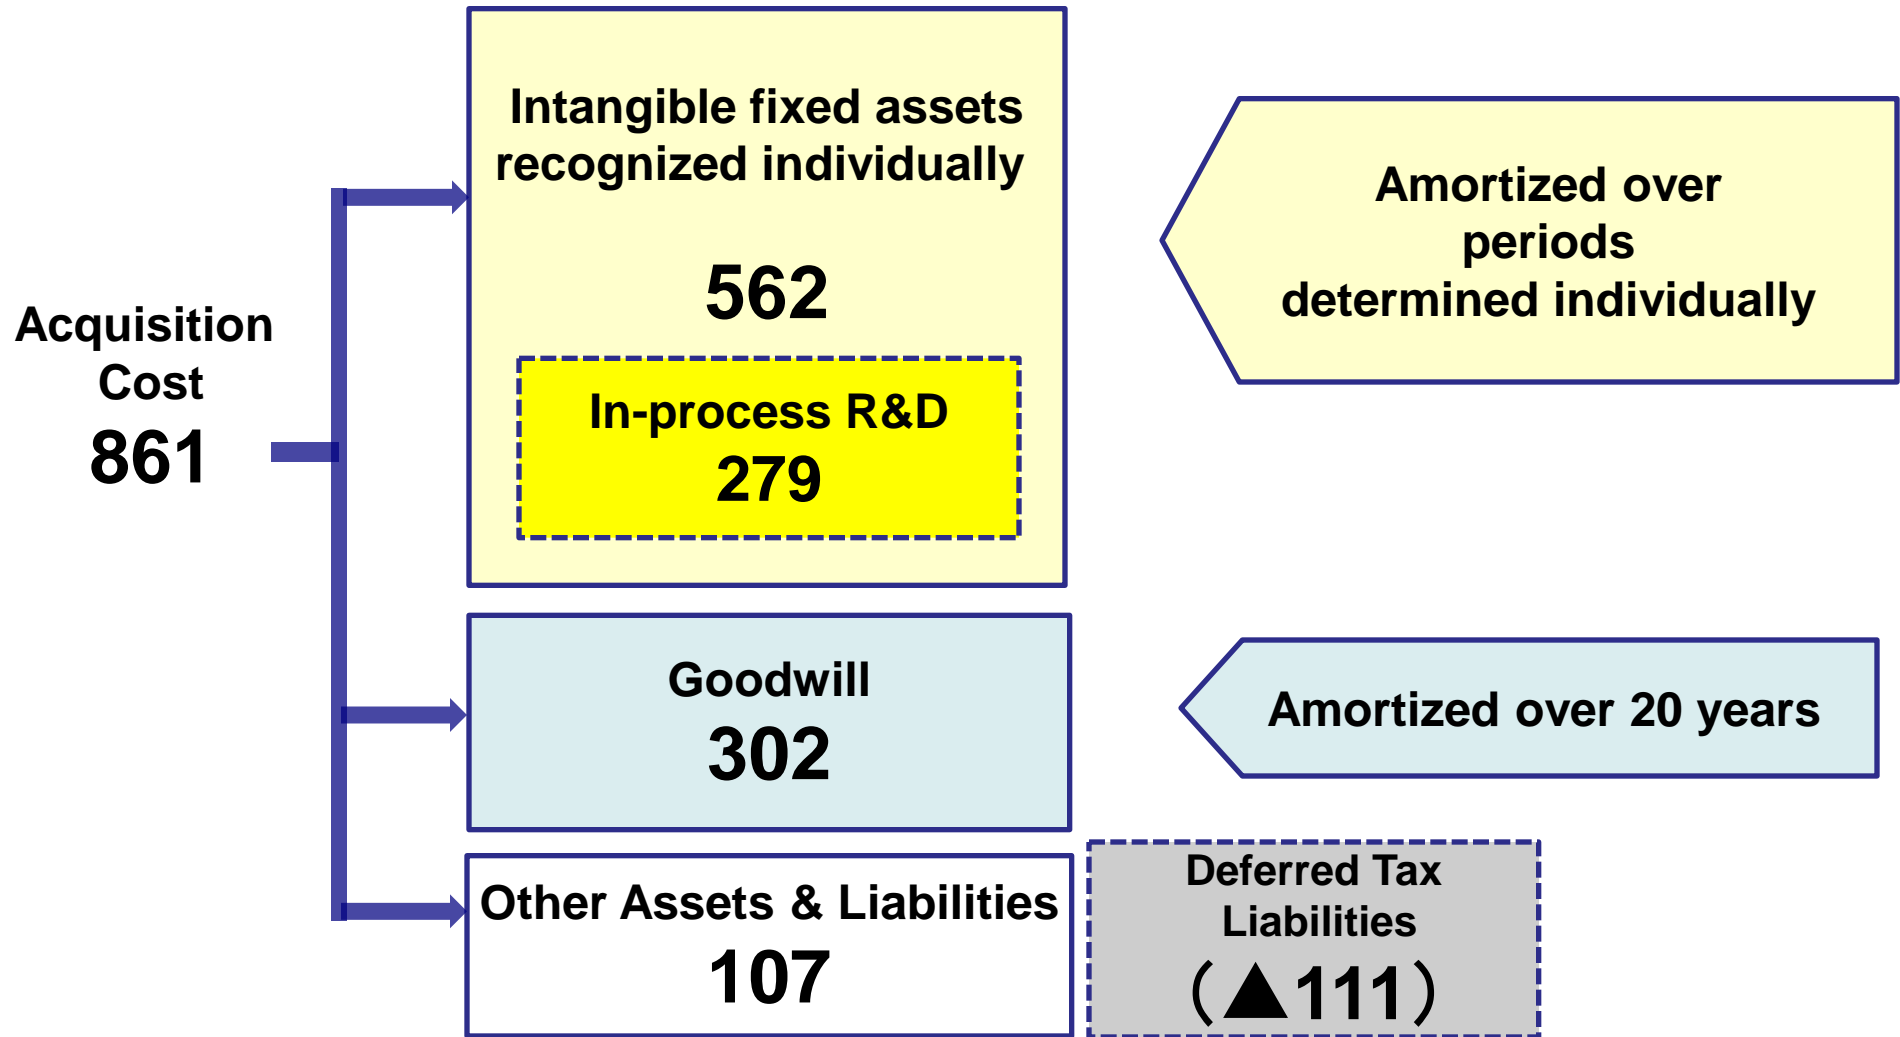 Acquisition
Cost
861
Intangible fixed assets
recognized individually
562
In-process R&D
279
Amortized over
periods
determined individually
Goodwill
302
Amortized over 20 years
Other Assets & Liabilities
107
Deferred Tax
Liabilities
（▲111）